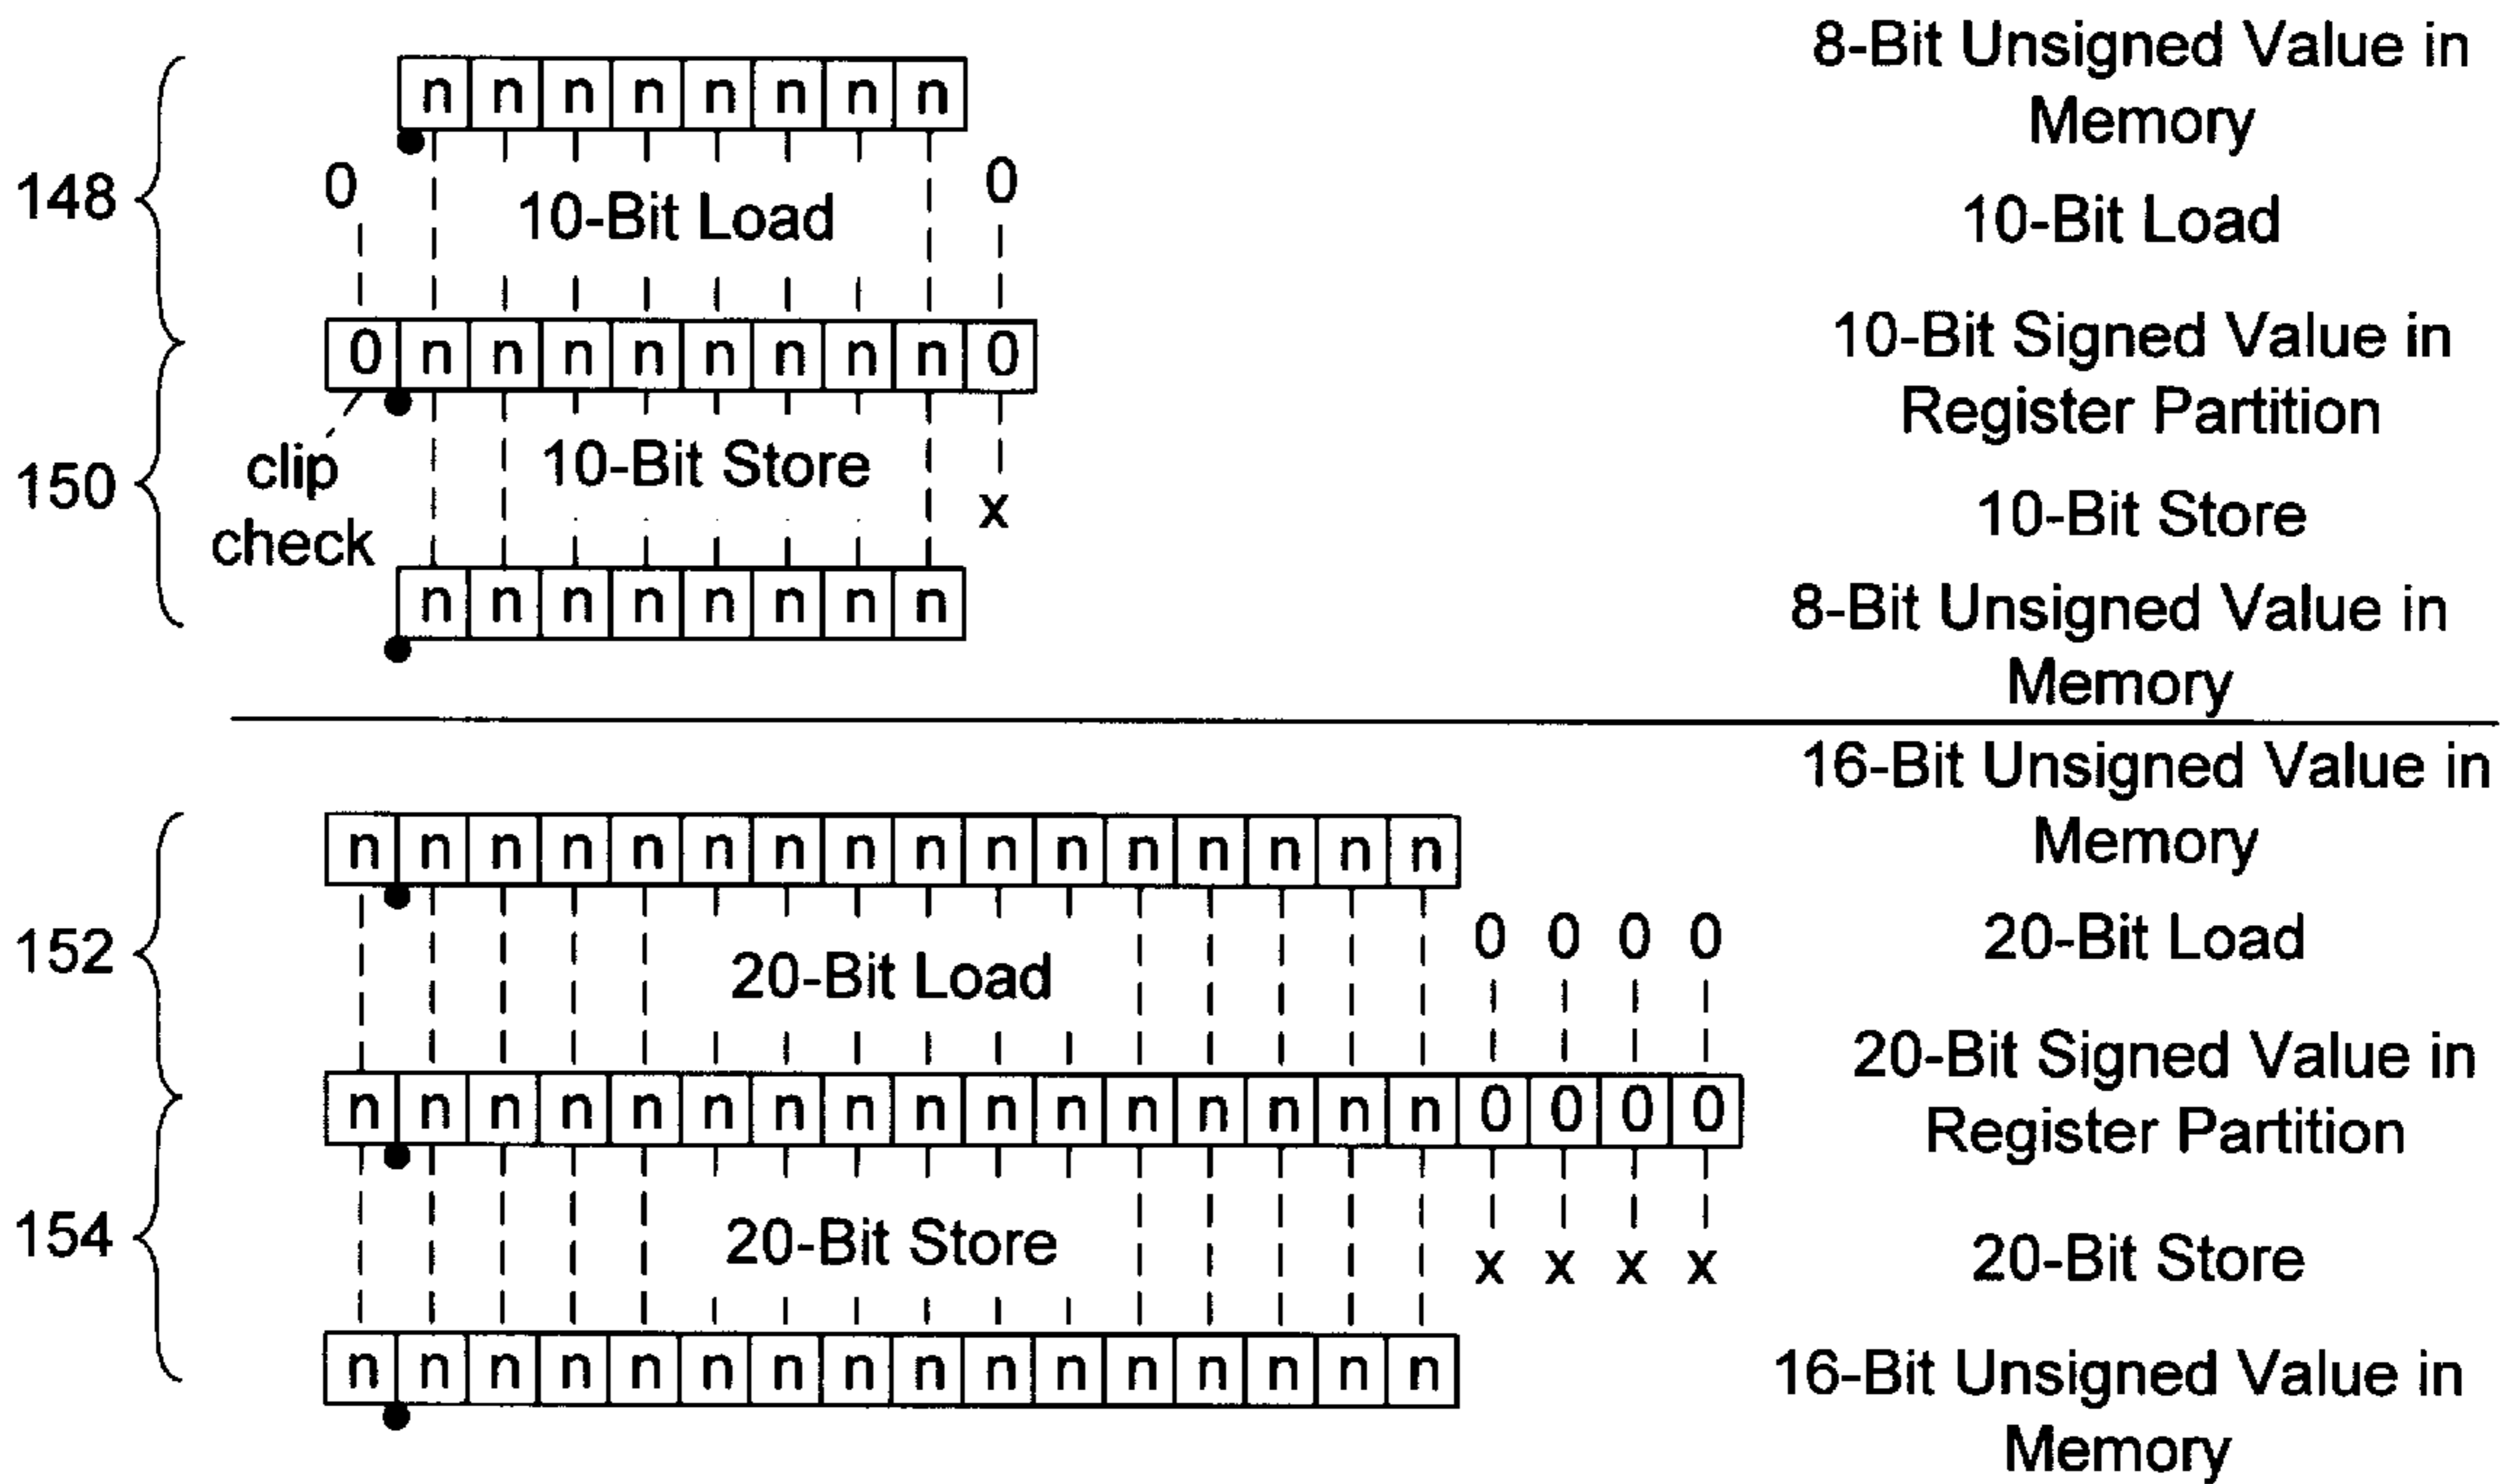 n n n n n n n n
8-Bit Unsigned Value in
Memory
148
0
10-Bit Load
0
10-Bit Load
0 n n n n n n n n 0
10-Bit Signed Value in
Register Partition
150
clip
check
10-Bit Store
x
10-Bit Store
n n n n n n n n
8-Bit Unsigned Value in
Memory
16-Bit Unsigned Value in
Memory
n n n n n n n n n n n n n n n n
152
20-Bit Load
0 0 0 0
20-Bit Load
n n n n n n n n n n n n n n n n 0 0 0 0
20-Bit Signed Value in
Register Partition
154
20-Bit Store
x x x x
20-Bit Store
n n n n n n n n n n n n n n n n
16-Bit Unsigned Value in
Memory